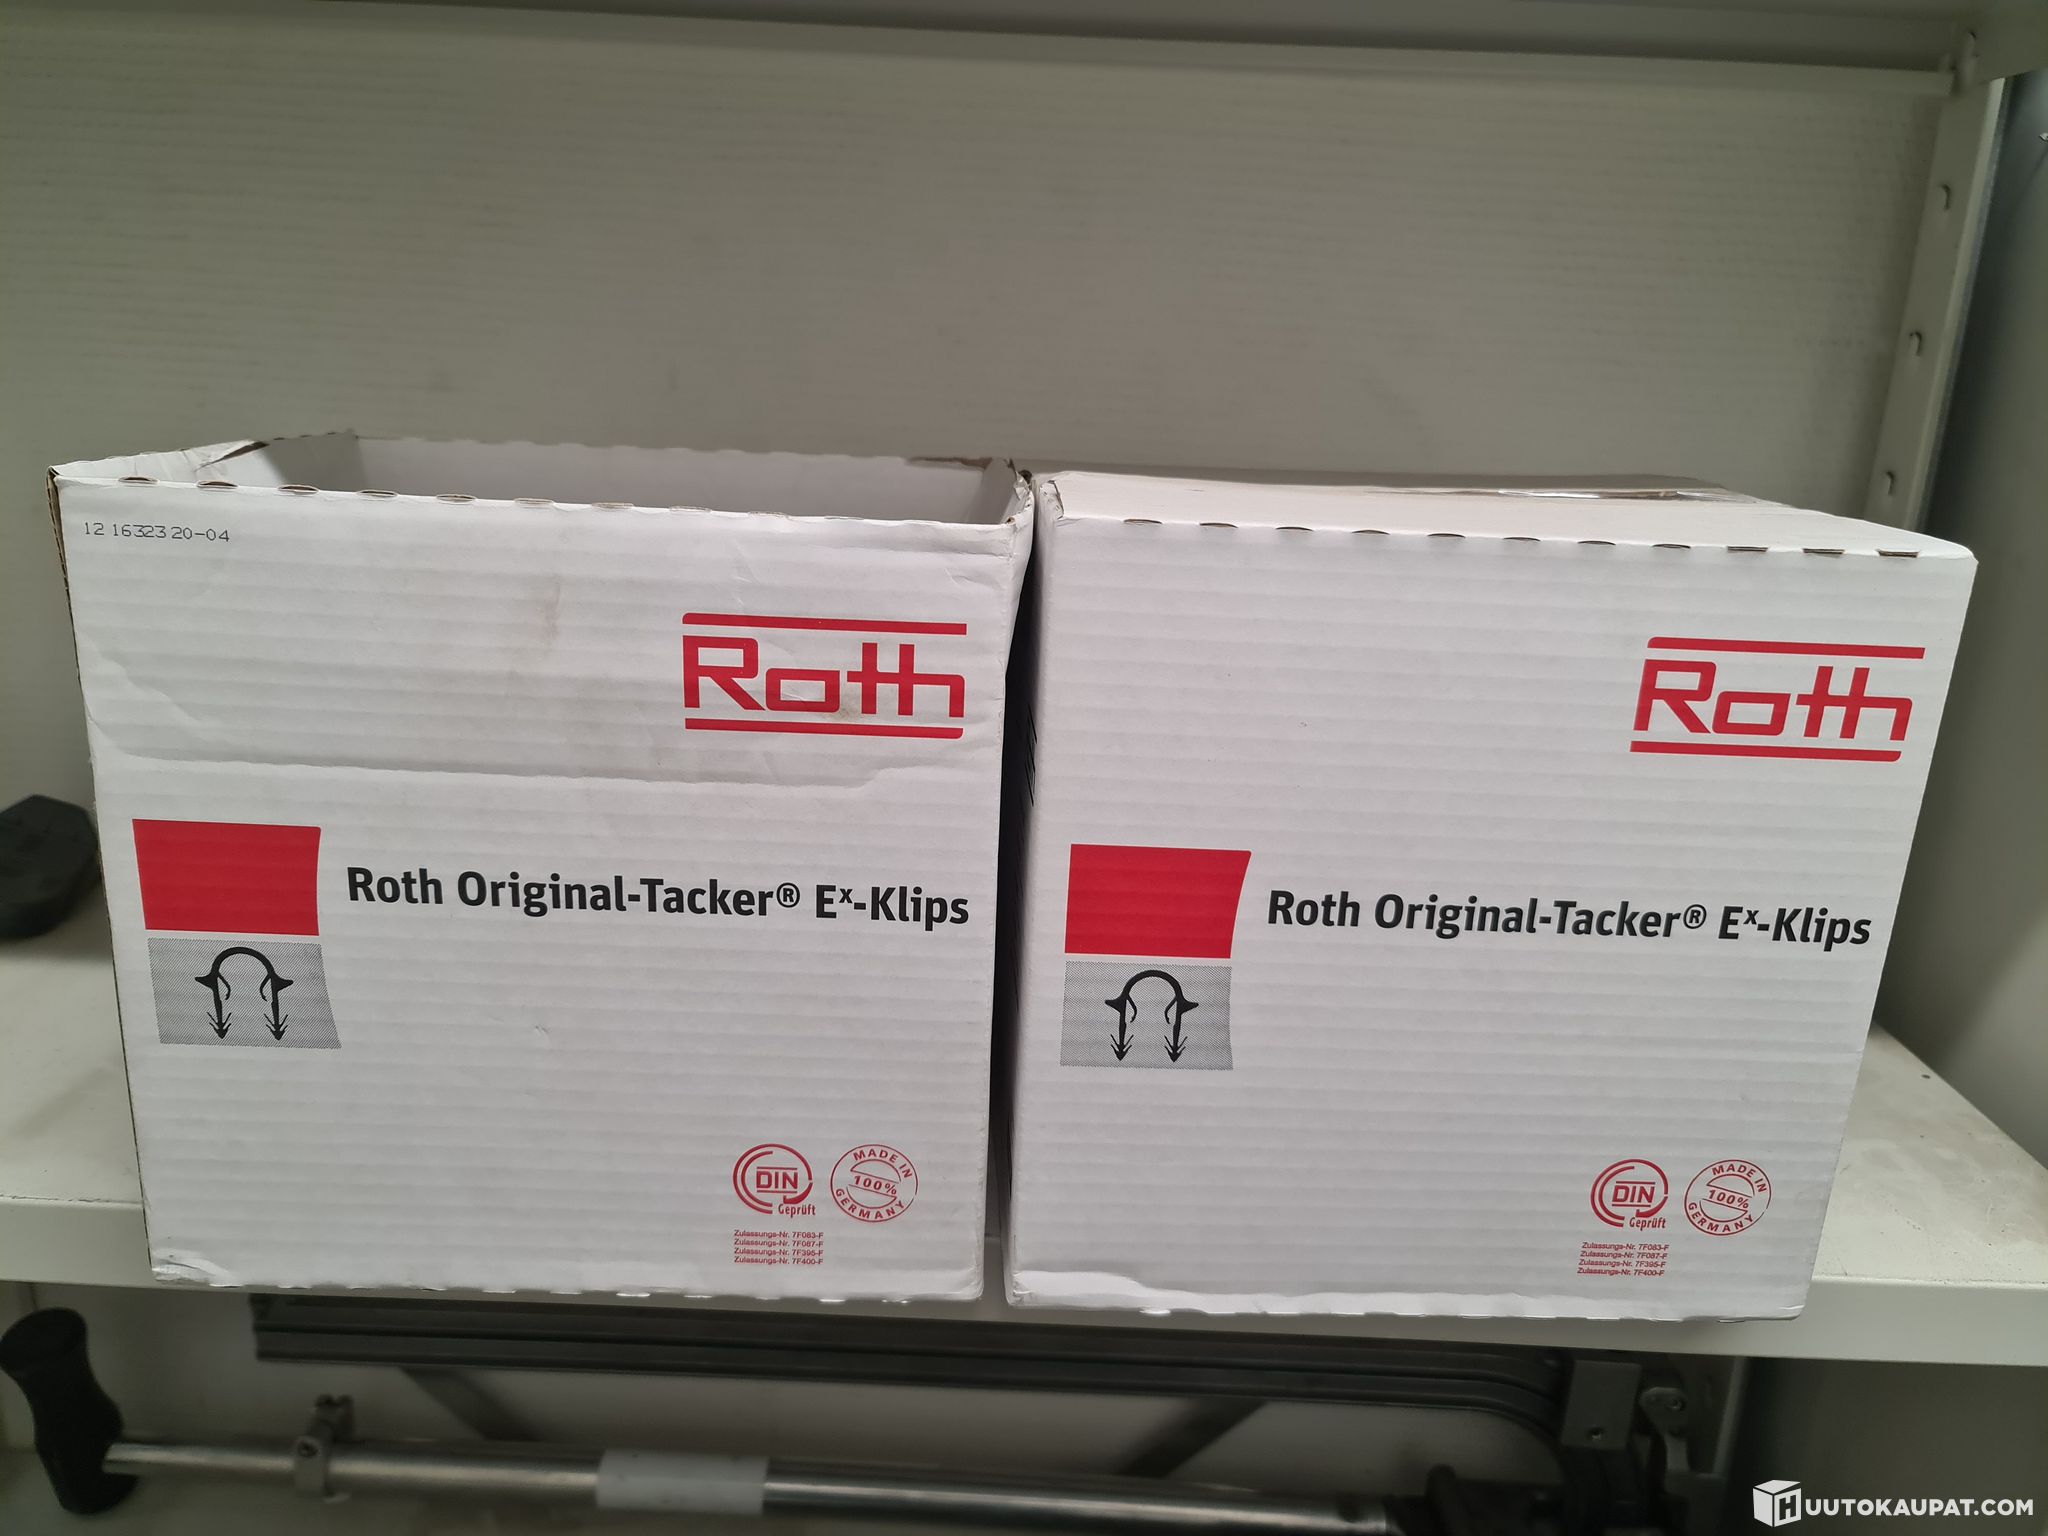 12 16323 20-04
Roth
Roth Original-Tacker® Eˣ-Klips
DIN
Geprüft
MADE IN
100%
GERMANY
Zulassungs-Nr. 7F083-F
Zulassungs-Nr. 7F087-F
Zulassungs-Nr. 7F395-F
Zulassungs-Nr. 7F400-F
Roth
Roth Original-Tacker® Eˣ-Klips
DIN
Geprüft
MADE IN
100%
GERMANY
Zulassungs-Nr. 7F083-F
Zulassungs-Nr. 7F087-F
Zulassungs-Nr. 7F395-F
Zulassungs-Nr. 7F400-F
HUUTOKAUPAT.COM